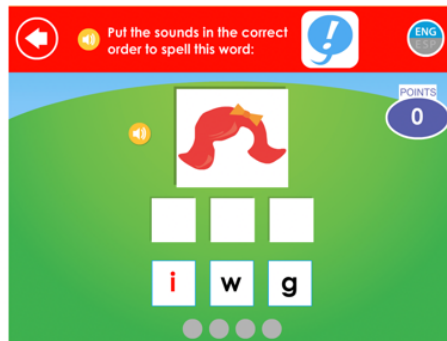 Put the sounds in the correct
order to spell this word:
ENG
ESP
POINTS
0
i w g